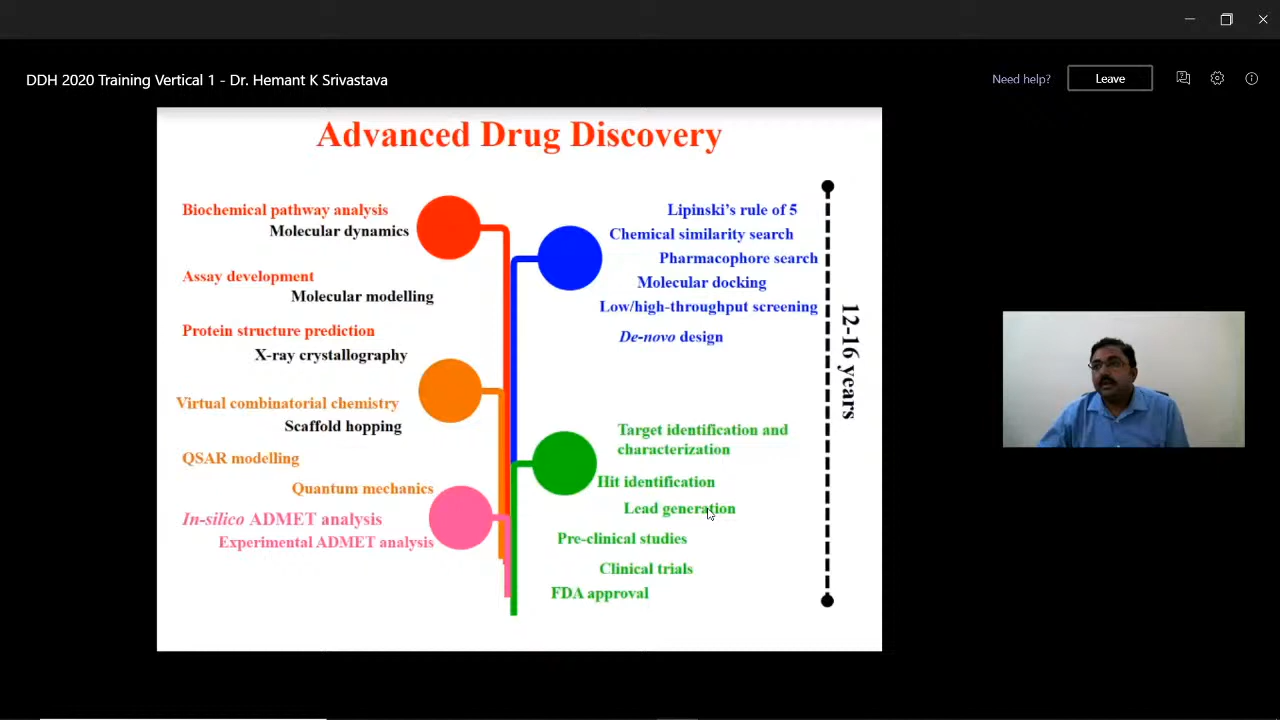 DDH 2020 Training Vertical 1 - Dr. Hemant K Srivastava
Need help?
Leave
Advanced Drug Discovery
Biochemical pathway analysis
Molecular dynamics
Assay development
Molecular modelling
Protein structure prediction
X-ray crystallography
Virtual combinatorial chemistry
Scaffold hopping
QSAR modelling
Quantum mechanics
In-silico ADMET analysis
Experimental ADMET analysis
Lipinski's rule of 5
Chemical similarity search
Pharmacophore search
Molecular docking
Low/high-throughput screening
De-novo design
Target identification and
characterization
Hit identification
Lead generation
Pre-clinical studies
Clinical trials
FDA approval
12-16 years